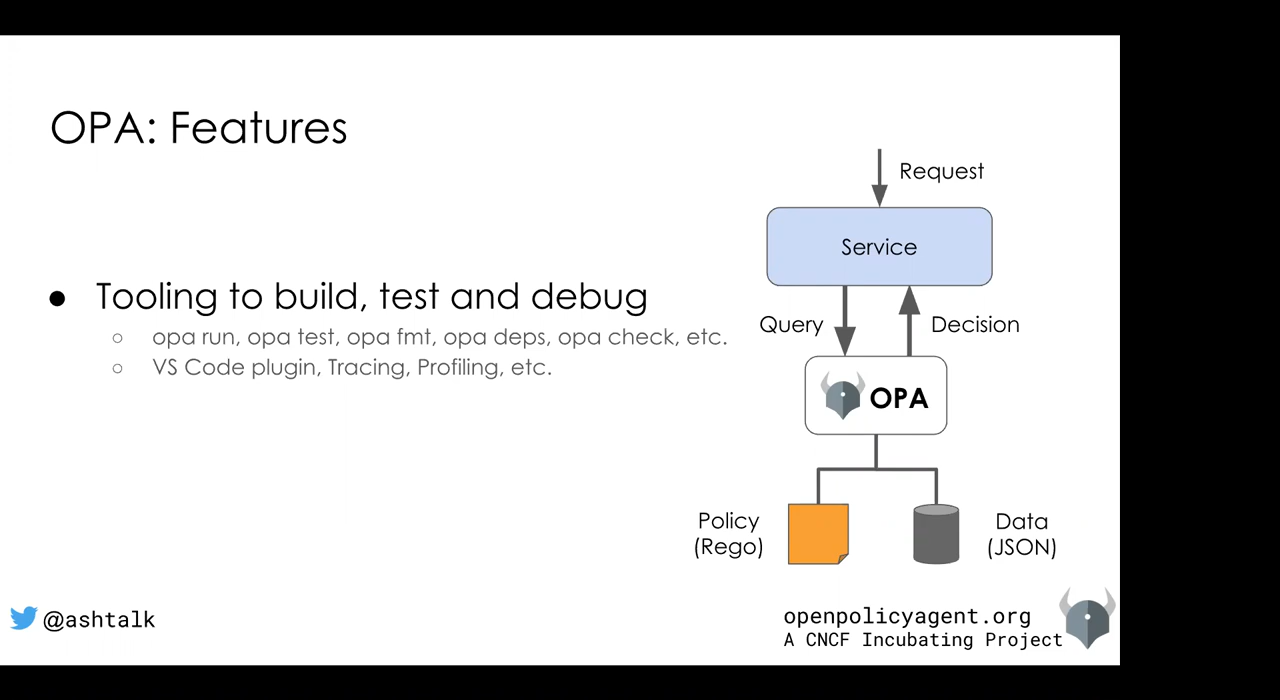 OPA: Features
● Tooling to build, test and debug
○ opa run, opa test, opa fmt, opa deps, opa check, etc.
○ VS Code plugin, Tracing, Profiling, etc.
Request
Service
Query
Decision
OPA
Policy
(Rego)
Data
(JSON)
@ashtalk
openpolicyagent.org
A CNCF Incubating Project